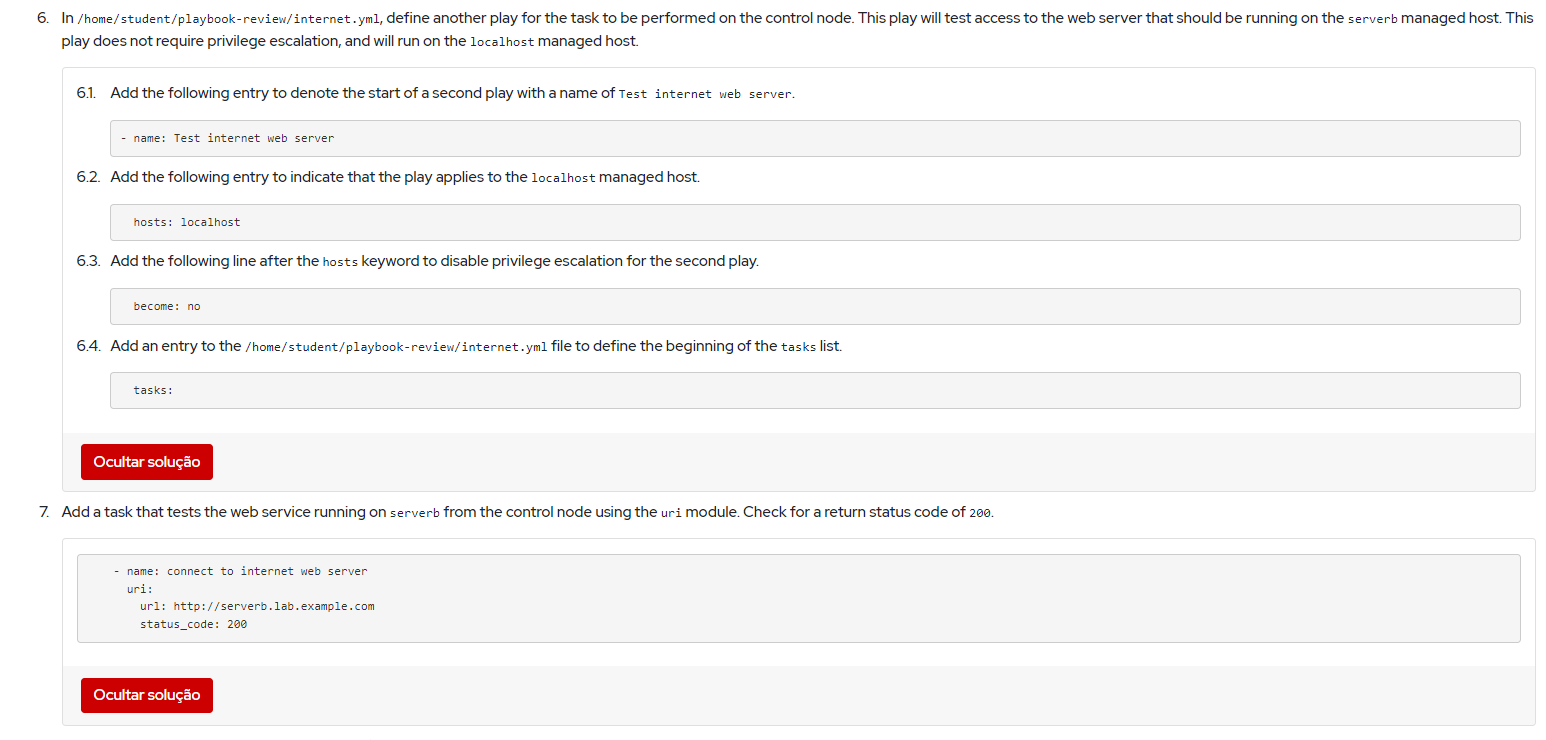 6. In /home/student/playbook-review/internet.yml, define another play for the task to be performed on the control node. This play will test access to the web server that should be running on the serverb managed host. This
play does not require privilege escalation, and will run on the localhost managed host.
6.1. Add the following entry to denote the start of a second play with a name of Test internet web server.
- name: Test internet web server
6.2. Add the following entry to indicate that the play applies to the localhost managed host.
hosts: localhost
6.3. Add the following line after the hosts keyword to disable privilege escalation for the second play.
become: no
6.4. Add an entry to the /home/student/playbook-review/internet.yml file to define the beginning of the tasks list.
tasks:
Ocultar solução
7. Add a task that tests the web service running on serverb from the control node using the uri module. Check for a return status code of 200.
- name: connect to internet web server
uri:
url: http://serverb.lab.example.com
status_code: 200
Ocultar solução